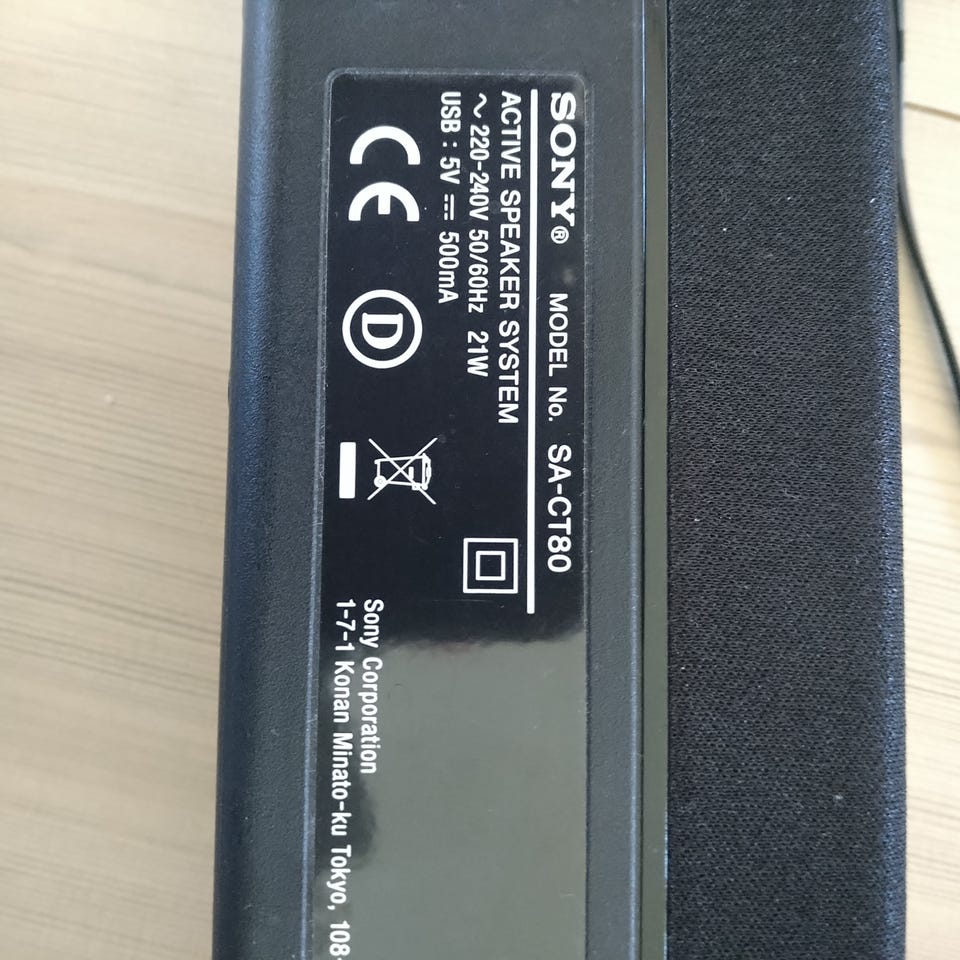 SONY® MODEL No. SA-CT80
ACTIVE SPEAKER SYSTEM
~ 220-240V 50/60Hz 21W
USB : 5V ⎓ 500mA
CE D
Sony Corporation
1-7-1 Konan Minato-ku Tokyo, 108-